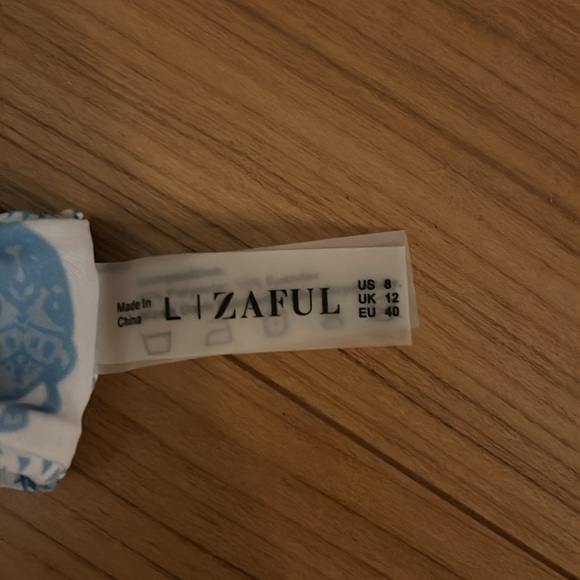 Made In
China
L | ZAFUL
US 8
UK 12
EU 40